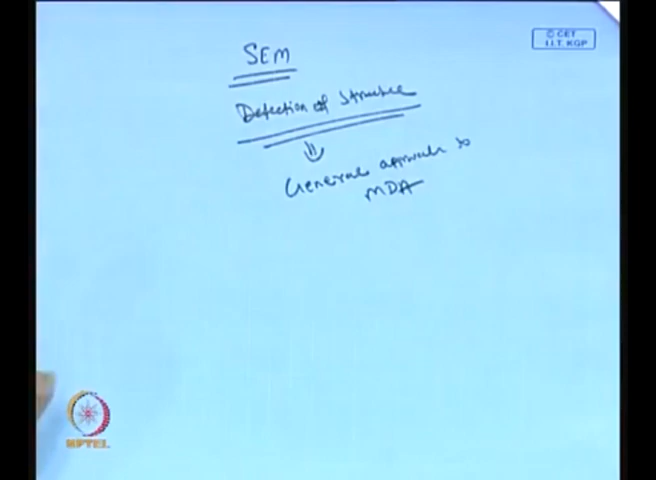 SEM
© CET
I.I.T. KGP
Detection of Structure
General approach to
MDA
NPTEL